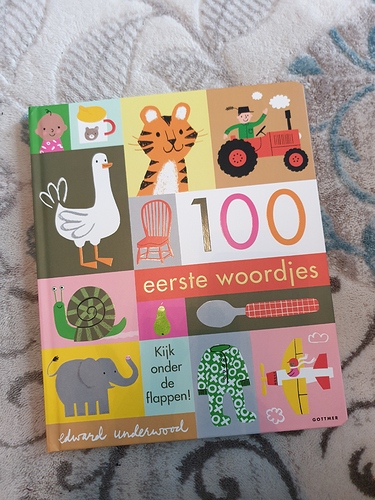 100
eerste woordjes
Kijk
onder
de
flappen!
edward underwood
GOTTMER